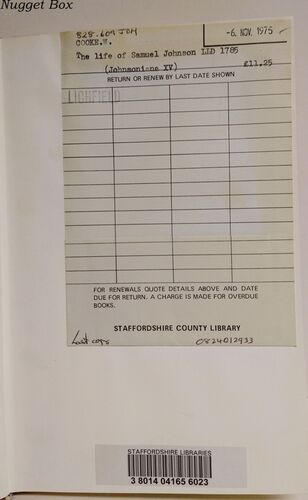 Nugget Box
828.609 JOH
-6. NOV. 1975
COOKE.W.
The life of Samuel Johnson LLD 1785
(Johnsoniana XV) £11.25
RETURN OR RENEW BY LAST DATE SHOWN
LICHFIELD
FOR RENEWALS QUOTE DETAILS ABOVE AND DATE
DUE FOR RETURN. A CHARGE IS MADE FOR OVERDUE
BOOKS.
STAFFORDSHIRE COUNTY LIBRARY
Last copy 0824012933
STAFFORDSHIRE LIBRARIES
3 8014 04165 6023